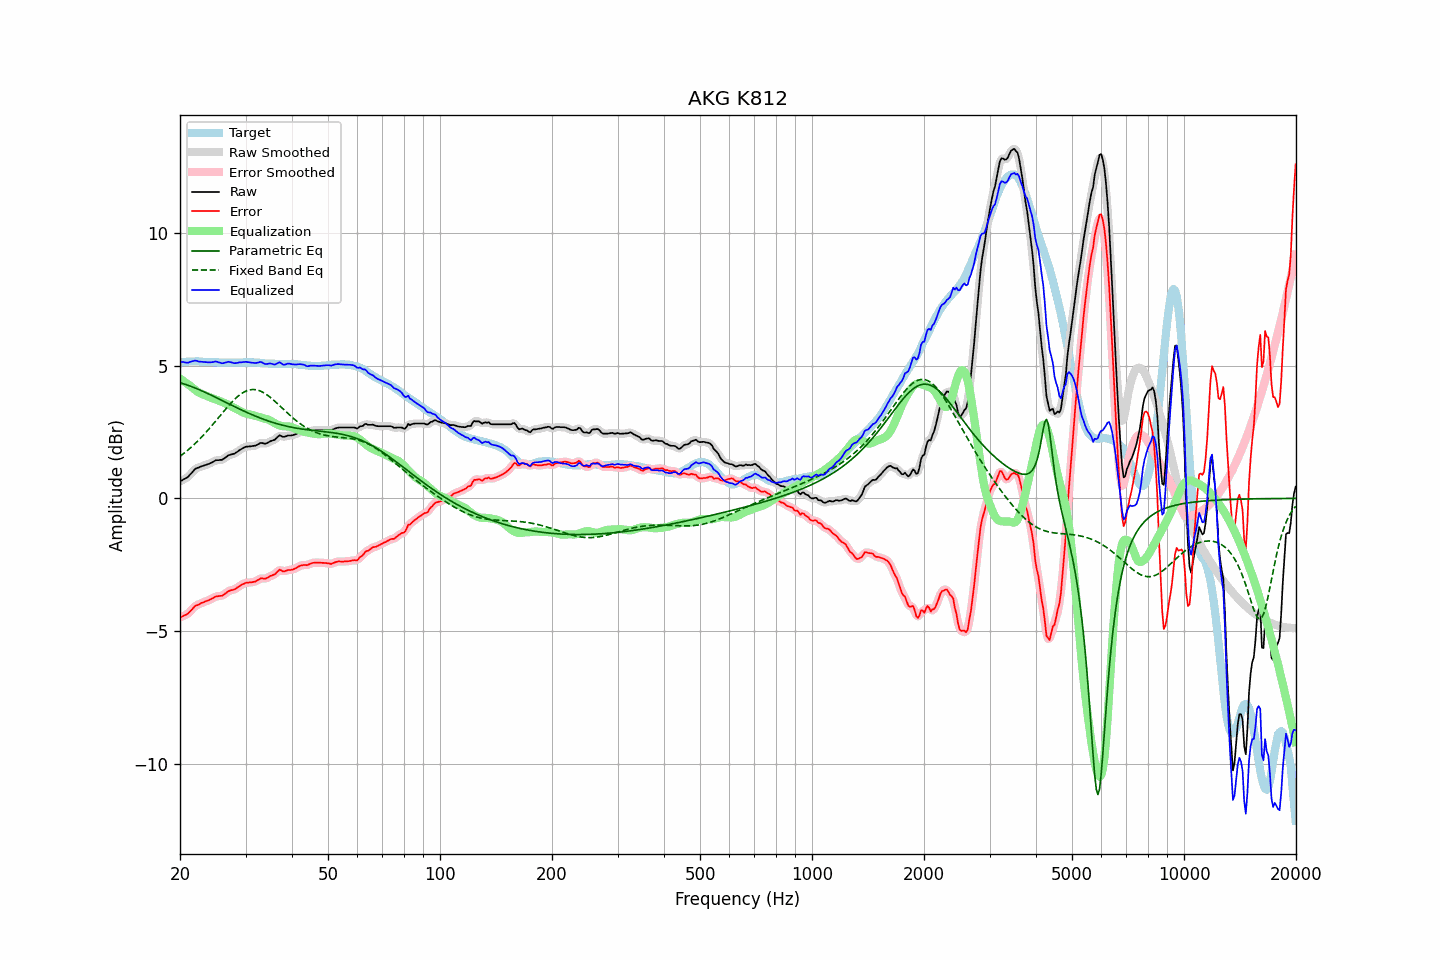 AKG K812
Target
Raw Smoothed
Error Smoothed
Raw
Error
Equalization
Parametric Eq
Fixed Band Eq
Equalized
10
5
0
−5
−10
Amplitude (dBr)
20 50 100 200 500 1000 2000 5000 10000 20000
Frequency (Hz)